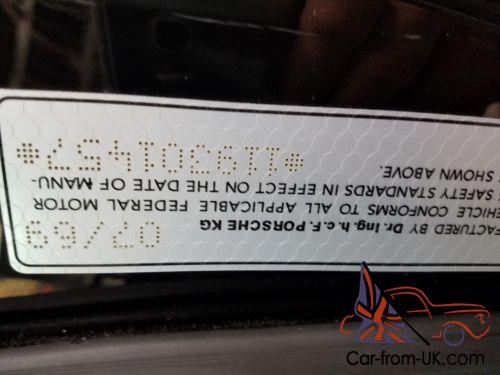 FACTURED BY Dr. Ing. h. c. F. PORSCHE KG 07/69
EHICLE CONFORMS TO ALL APPLICABLE FEDERAL MOTOR
SAFETY STANDARDS IN EFFECT ON THE DATE OF MANU-
SHOWN ABOVE.
*119301457*
Car-from-UK.com